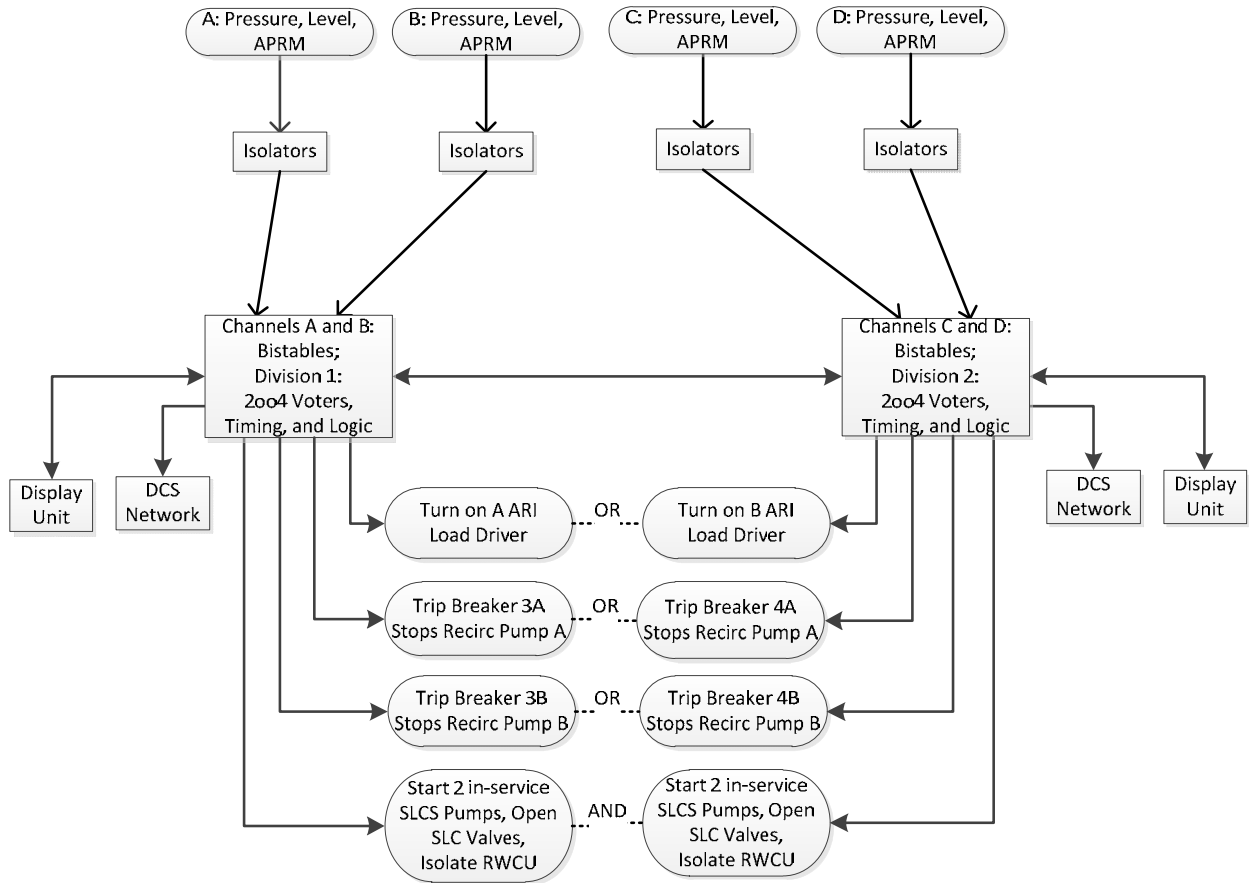 A: Pressure, Level,
APRM
B: Pressure, Level,
APRM
C: Pressure, Level,
APRM
D: Pressure, Level,
APRM
Isolators
Isolators
Isolators
Isolators
Channels A and B:
Bistables;
Division 1:
2oo4 Voters,
Timing, and Logic
Channels C and D:
Bistables;
Division 2:
2oo4 Voters,
Timing, and Logic
Display
Unit
DCS
Network
DCS
Network
Display
Unit
Turn on A ARI
Load Driver
OR
Turn on B ARI
Load Driver
Trip Breaker 3A
Stops Recirc Pump A
OR
Trip Breaker 4A
Stops Recirc Pump A
Trip Breaker 3B
Stops Recirc Pump B
OR
Trip Breaker 4B
Stops Recirc Pump B
Start 2 in-service
SLCS Pumps, Open
SLC Valves,
Isolate RWCU
AND
Start 2 in-service
SLCS Pumps, Open
SLC Valves,
Isolate RWCU